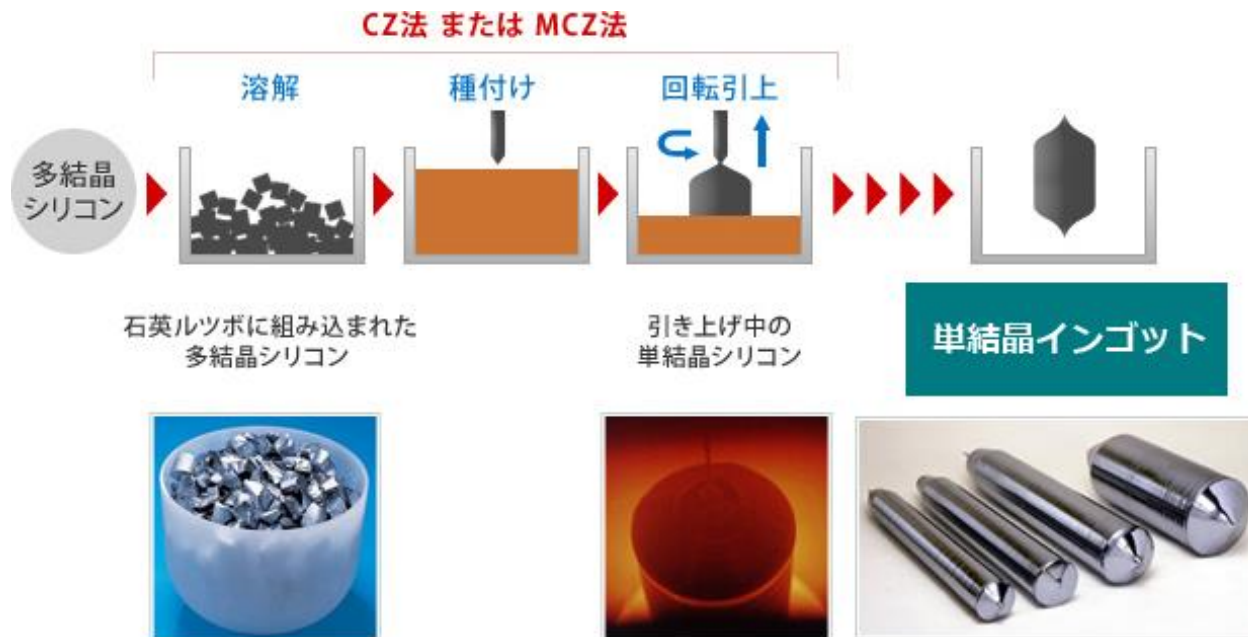 CZ法 または MCZ法
溶解
種付け
回転引上
多結晶
シリコン
石英ルツボに組み込まれた
多結晶シリコン
引き上げ中の
単結晶シリコン
単結晶インゴット